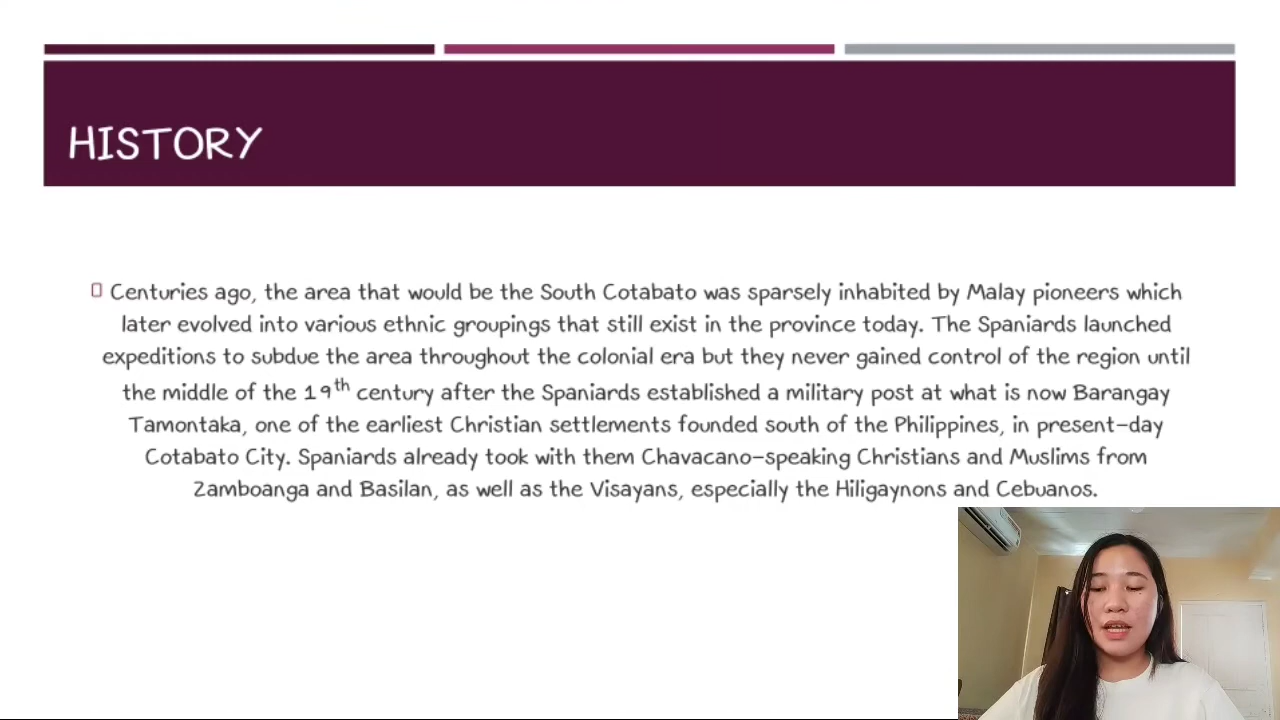 HISTORY
Centuries ago, the area that would be the South Cotabato was sparsely inhabited by Malay pioneers which
later evolved into various ethnic groupings that still exist in the province today. The Spaniards launched
expeditions to subdue the area throughout the colonial era but they never gained control of the region until
the middle of the 19th century after the Spaniards established a military post at what is now Barangay
Tamontaka, one of the earliest Christian settlements founded south of the Philippines, in present-day
Cotabato City. Spaniards already took with them Chavacano-speaking Christians and Muslims from
Zamboanga and Basilan, as well as the Visayans, especially the Hiligaynons and Cebuanos.